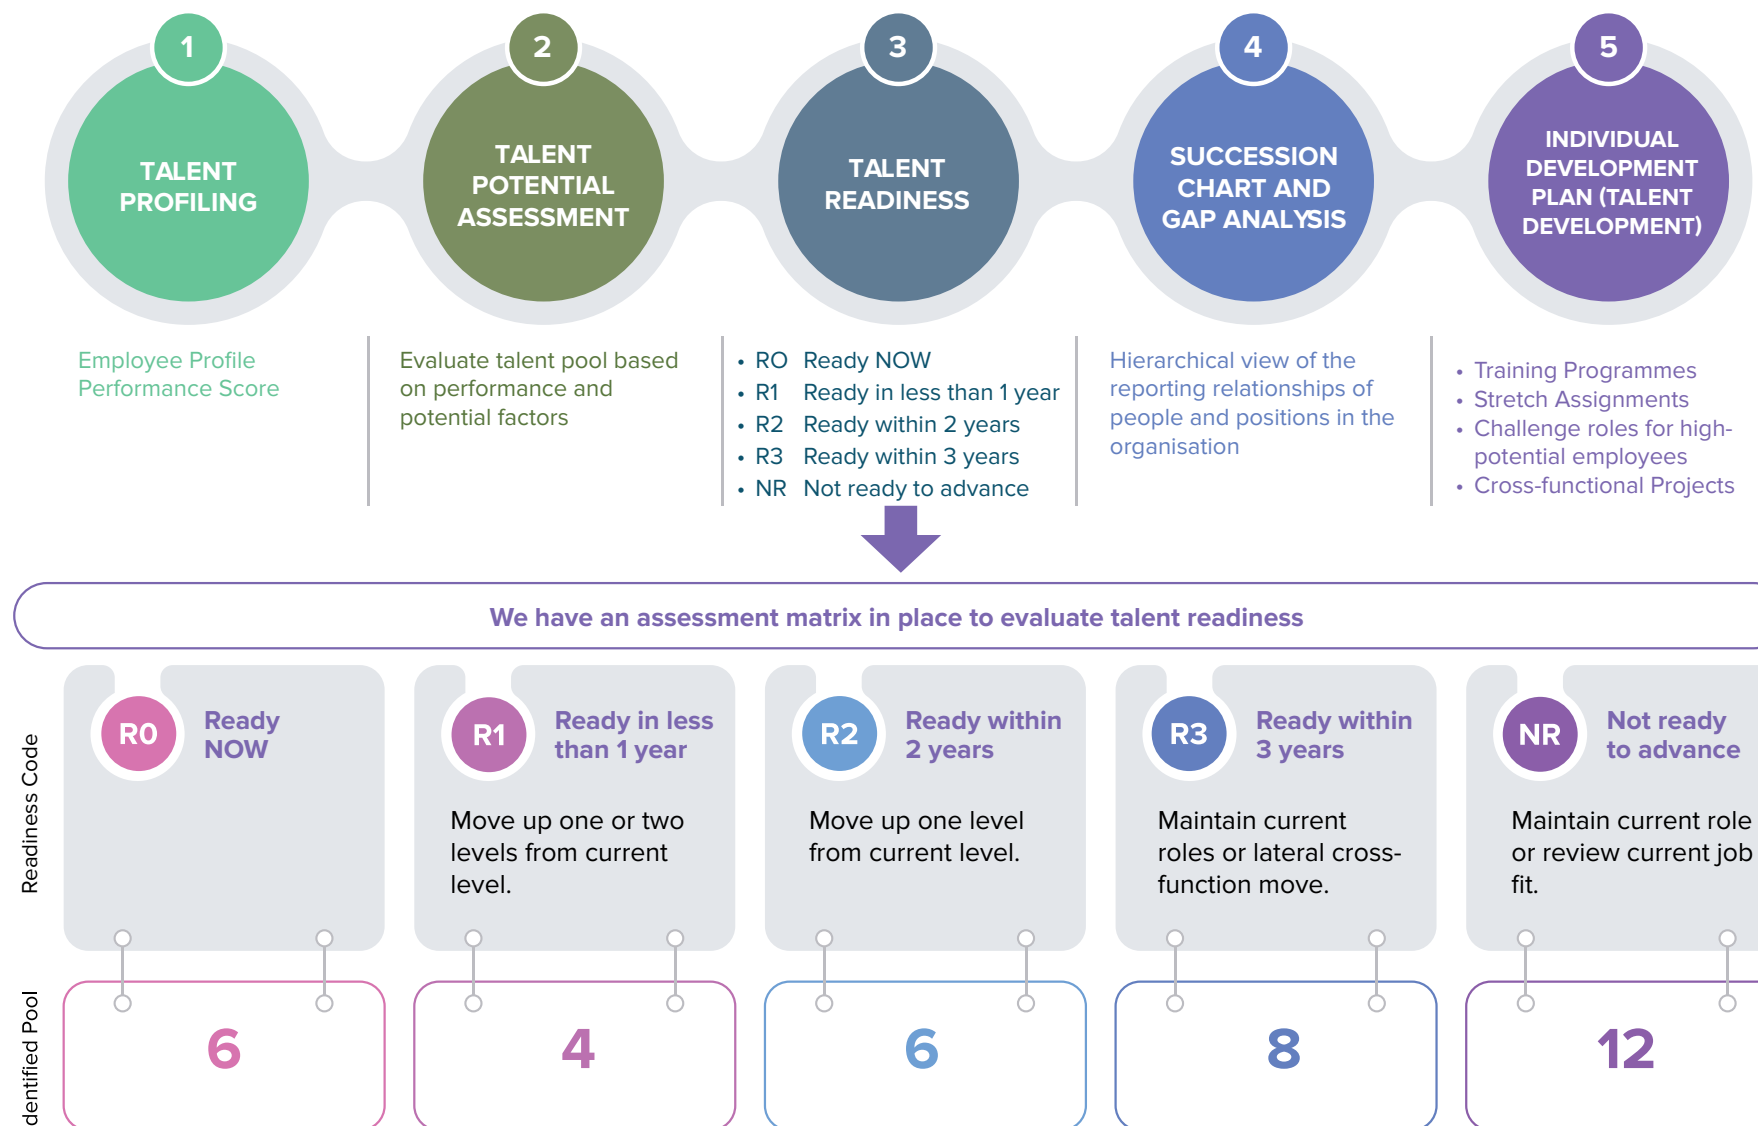 1
TALENT
PROFILING
Employee Profile
Performance Score
2
TALENT
POTENTIAL
ASSESSMENT
Evaluate talent pool based
on performance and
potential factors
3
TALENT
READINESS
• RO Ready NOW
• R1 Ready in less than 1 year
• R2 Ready within 2 years
• R3 Ready within 3 years
• NR Not ready to advance
4
SUCCESSION
CHART AND
GAP ANALYSIS
Hierarchical view of the
reporting relationships of
people and positions in the
organisation
5
INDIVIDUAL
DEVELOPMENT
PLAN (TALENT
DEVELOPMENT)
• Training Programmes
• Stretch Assignments
• Challenge roles for high-
potential employees
• Cross-functional Projects
We have an assessment matrix in place to evaluate talent readiness
Readiness Code
R0
Ready
NOW
R1
Ready in less
than 1 year
Move up one or two
levels from current
level.
R2
Ready within
2 years
Move up one level
from current level.
R3
Ready within
3 years
Maintain current
roles or lateral cross-
function move.
NR
Not ready
to advance
Maintain current role
or review current job
fit.
dentified Pool
6
4
6
8
12